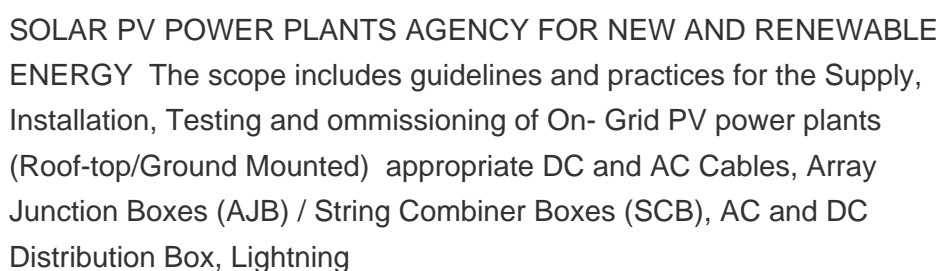 SOLAR PV POWER PLANTS AGENCY FOR NEW AND RENEWABLE
ENERGY  The scope includes guidelines and practices for the Supply,
Installation, Testing and ommissioning of On- Grid PV power plants
(Roof-top/Ground Mounted)  appropriate DC and AC Cables, Array
Junction Boxes (AJB) / String Combiner Boxes (SCB), AC and DC
Distribution Box, Lightning